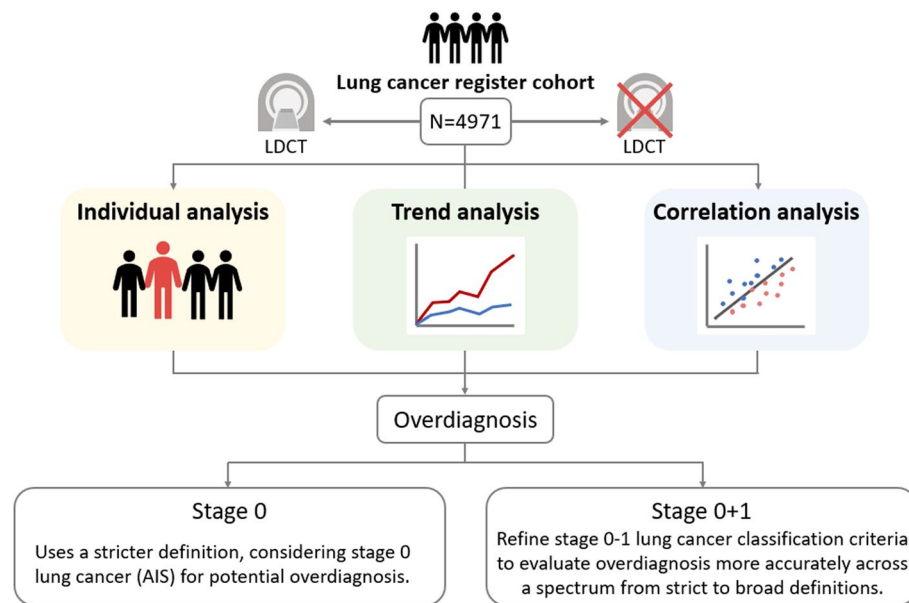 Lung cancer register cohort
N=4971
LDCT
LDCT
Individual analysis
Trend analysis
Correlation analysis
Overdiagnosis
Stage 0
Uses a stricter definition, considering stage 0
lung cancer (AIS) for potential overdiagnosis.
Stage 0+1
Refine stage 0-1 lung cancer classification criteria
to evaluate overdiagnosis more accurately across
a spectrum from strict to broad definitions.